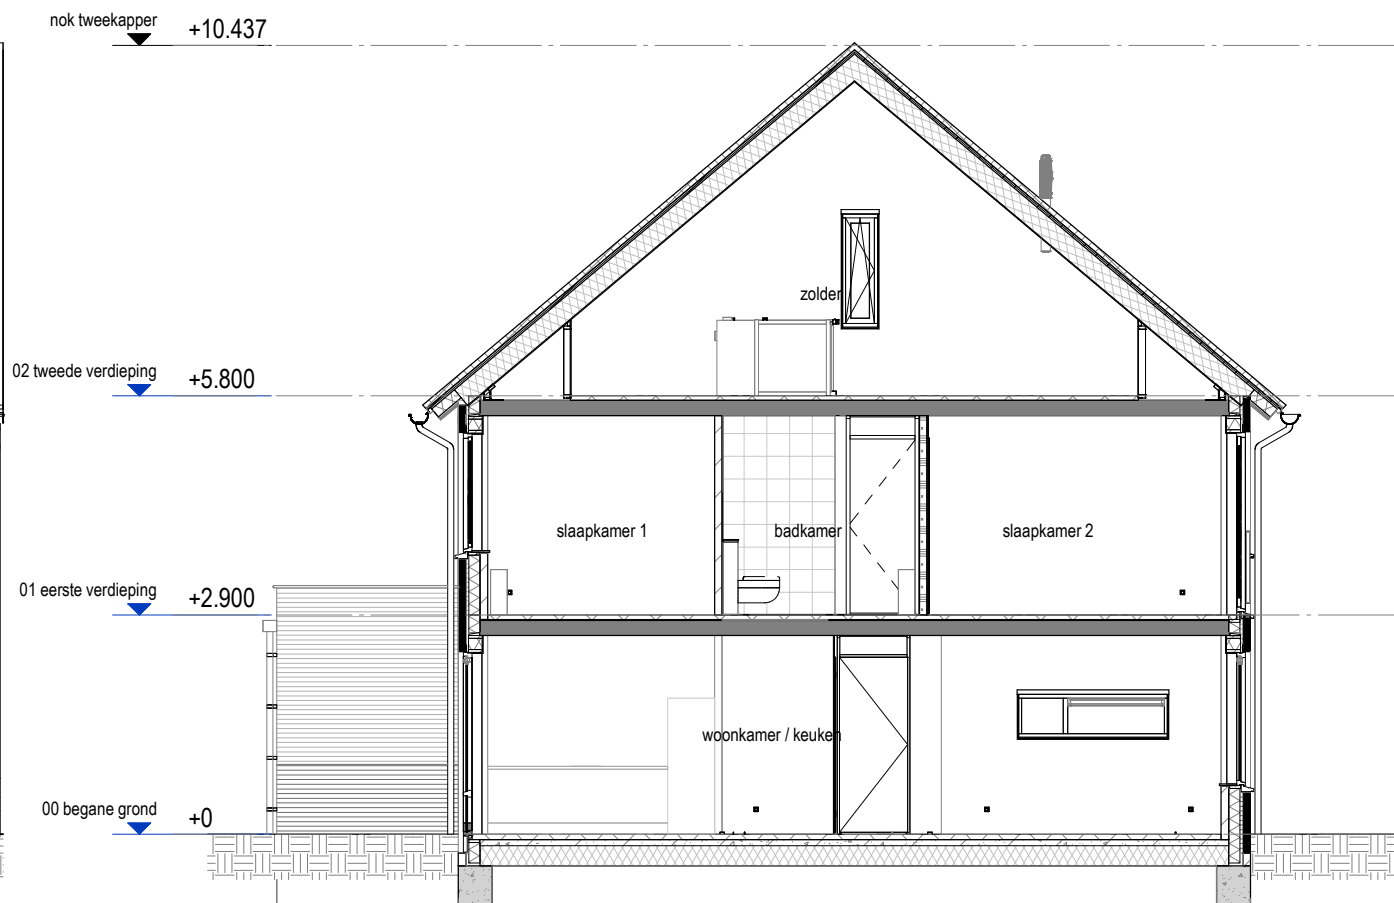 nok tweekapper
+10.437
zolder
02 tweede verdieping
+5.800
slaapkamer 1
badkamer
slaapkamer 2
01 eerste verdieping
+2.900
woonkamer / keuken
00 begane grond
+0